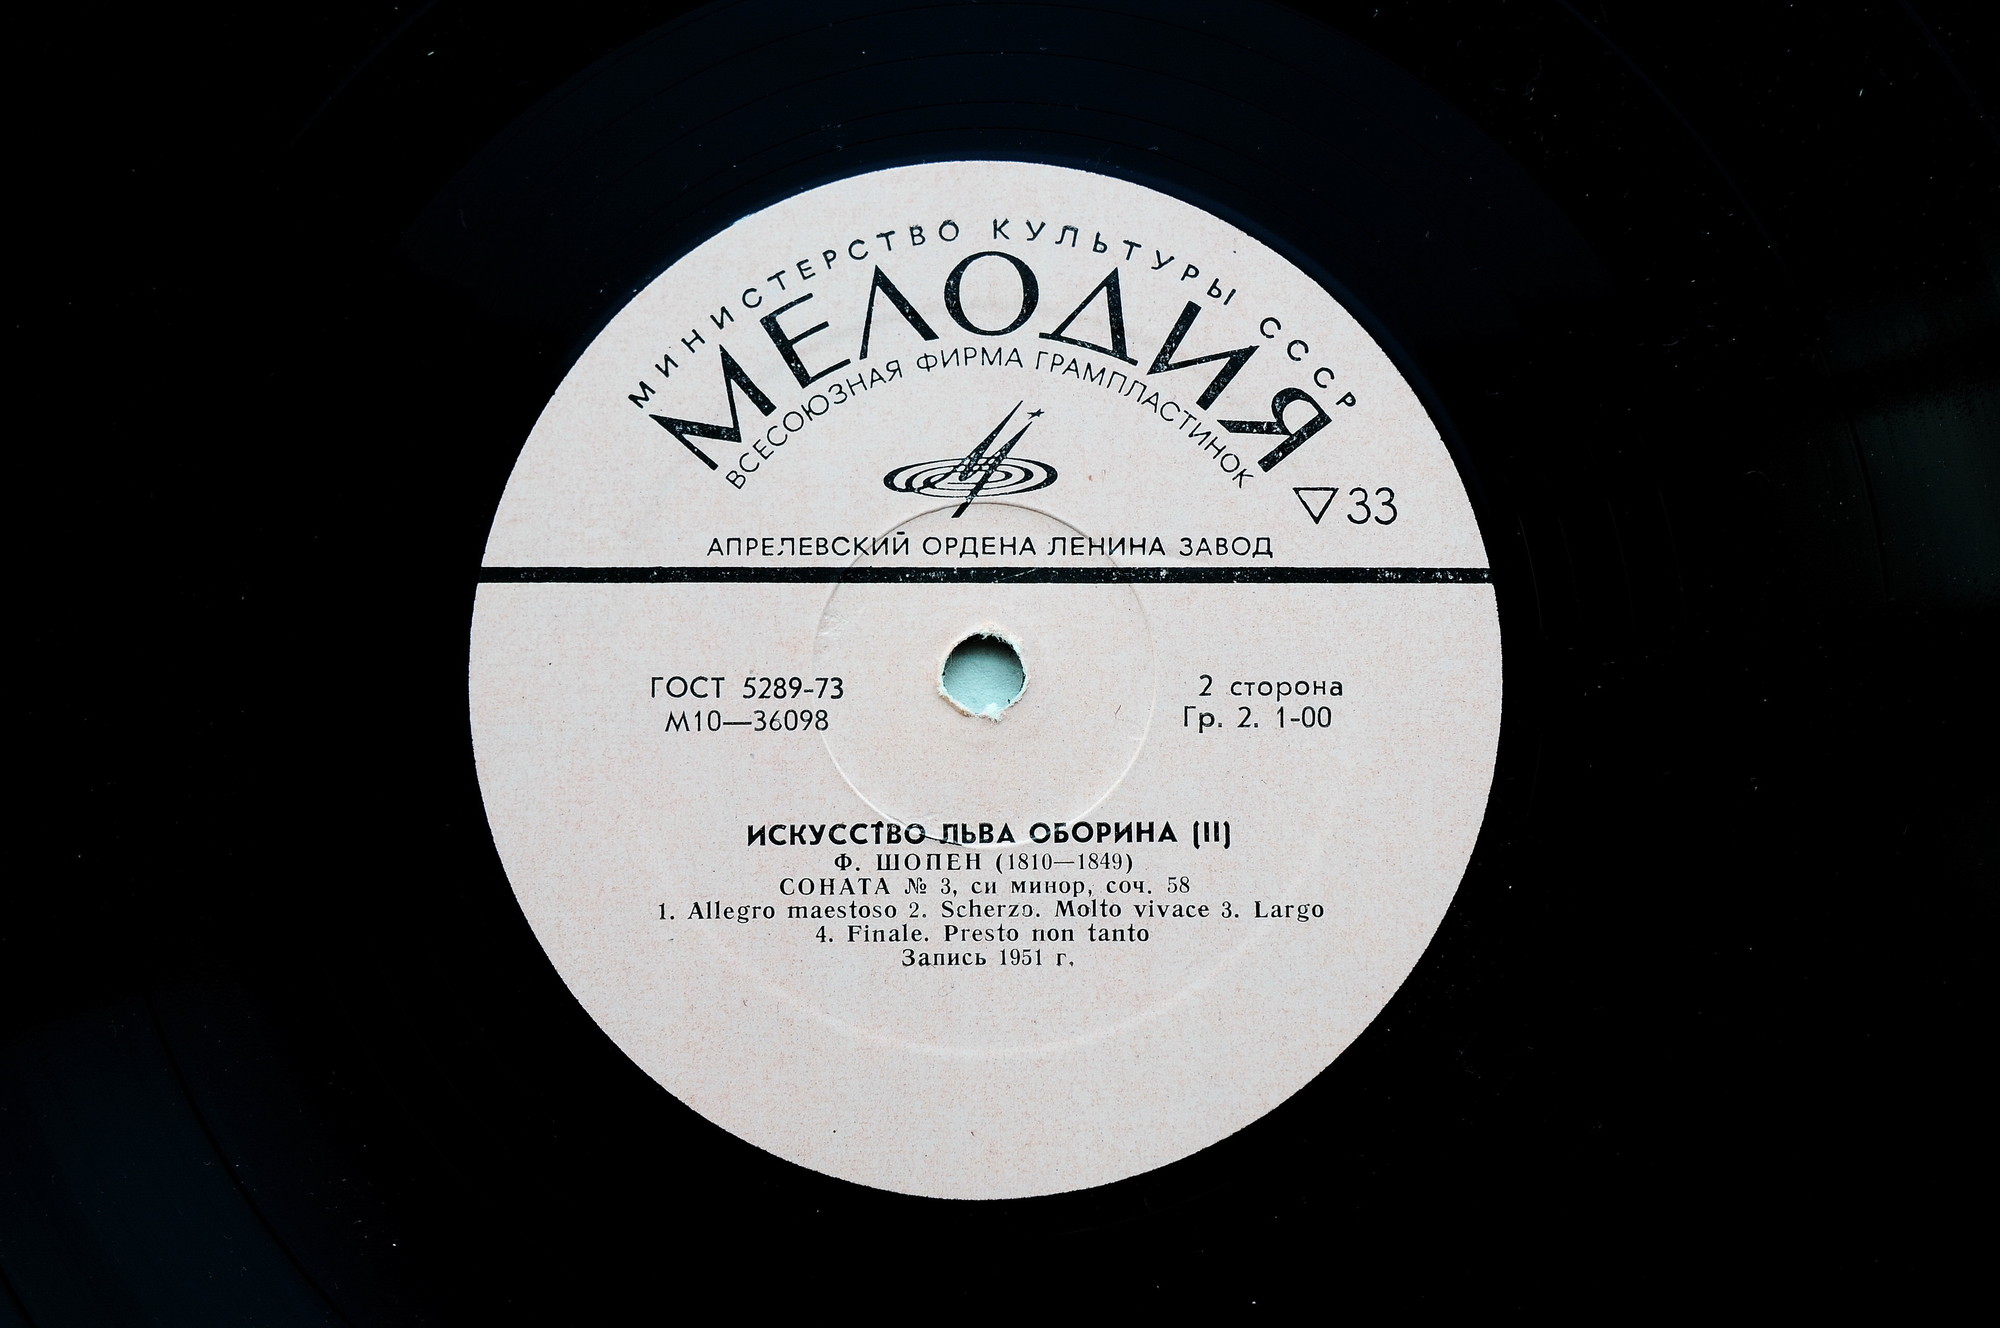 МИНИСТЕРСТВО КУЛЬТУРЫ СССР
МЕЛОДИЯ
ВСЕСОЮЗНАЯ ФИРМА ГРАМПЛАСТИНОК
33
АПРЕЛЕВСКИЙ ОРДЕНА ЛЕНИНА ЗАВОД
ГОСТ 5289-73
М10—36098
2 сторона
Гр. 2. 1-00
ИСКУССТВО ЛЬВА ОБОРИНА (II)
Ф. ШОПЕН (1810—1849)
СОНАТА № 3, си минор, соч. 58
1. Allegro maestoso 2. Scherzo. Molto vivace 3. Largo
4. Finale. Presto non tanto
Запись 1951 г.